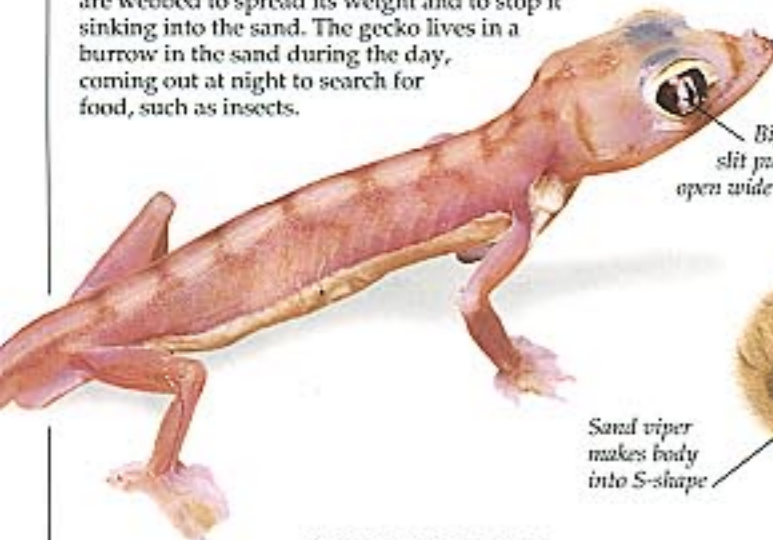 are webbed to spread its weight and to stop it
sinking into the sand. The gecko lives in a
burrow in the sand during the day,
coming out at night to search for
food, such as insects.
slit
open wide
Sand viper
makes body
into S-shape